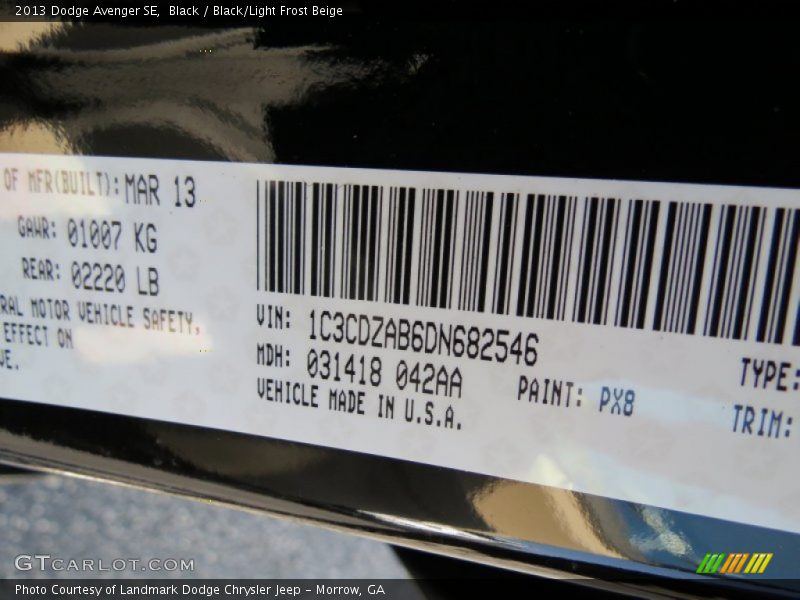 2013 Dodge Avenger SE, Black / Black/Light Frost Beige
OF MFR(BUILT): MAR 13
GAWR: 01007 KG
REAR: 02220 LB
RAL MOTOR VEHICLE SAFETY,
EFFECT ON
VE.
VIN: 1C3CDZAB6DN682546
MDH: 031418 042AA
VEHICLE MADE IN U.S.A.
PAINT: PX8
TYPE:
TRIM:
GTCARLOT.COM
Photo Courtesy of Landmark Dodge Chrysler Jeep – Morrow, GA